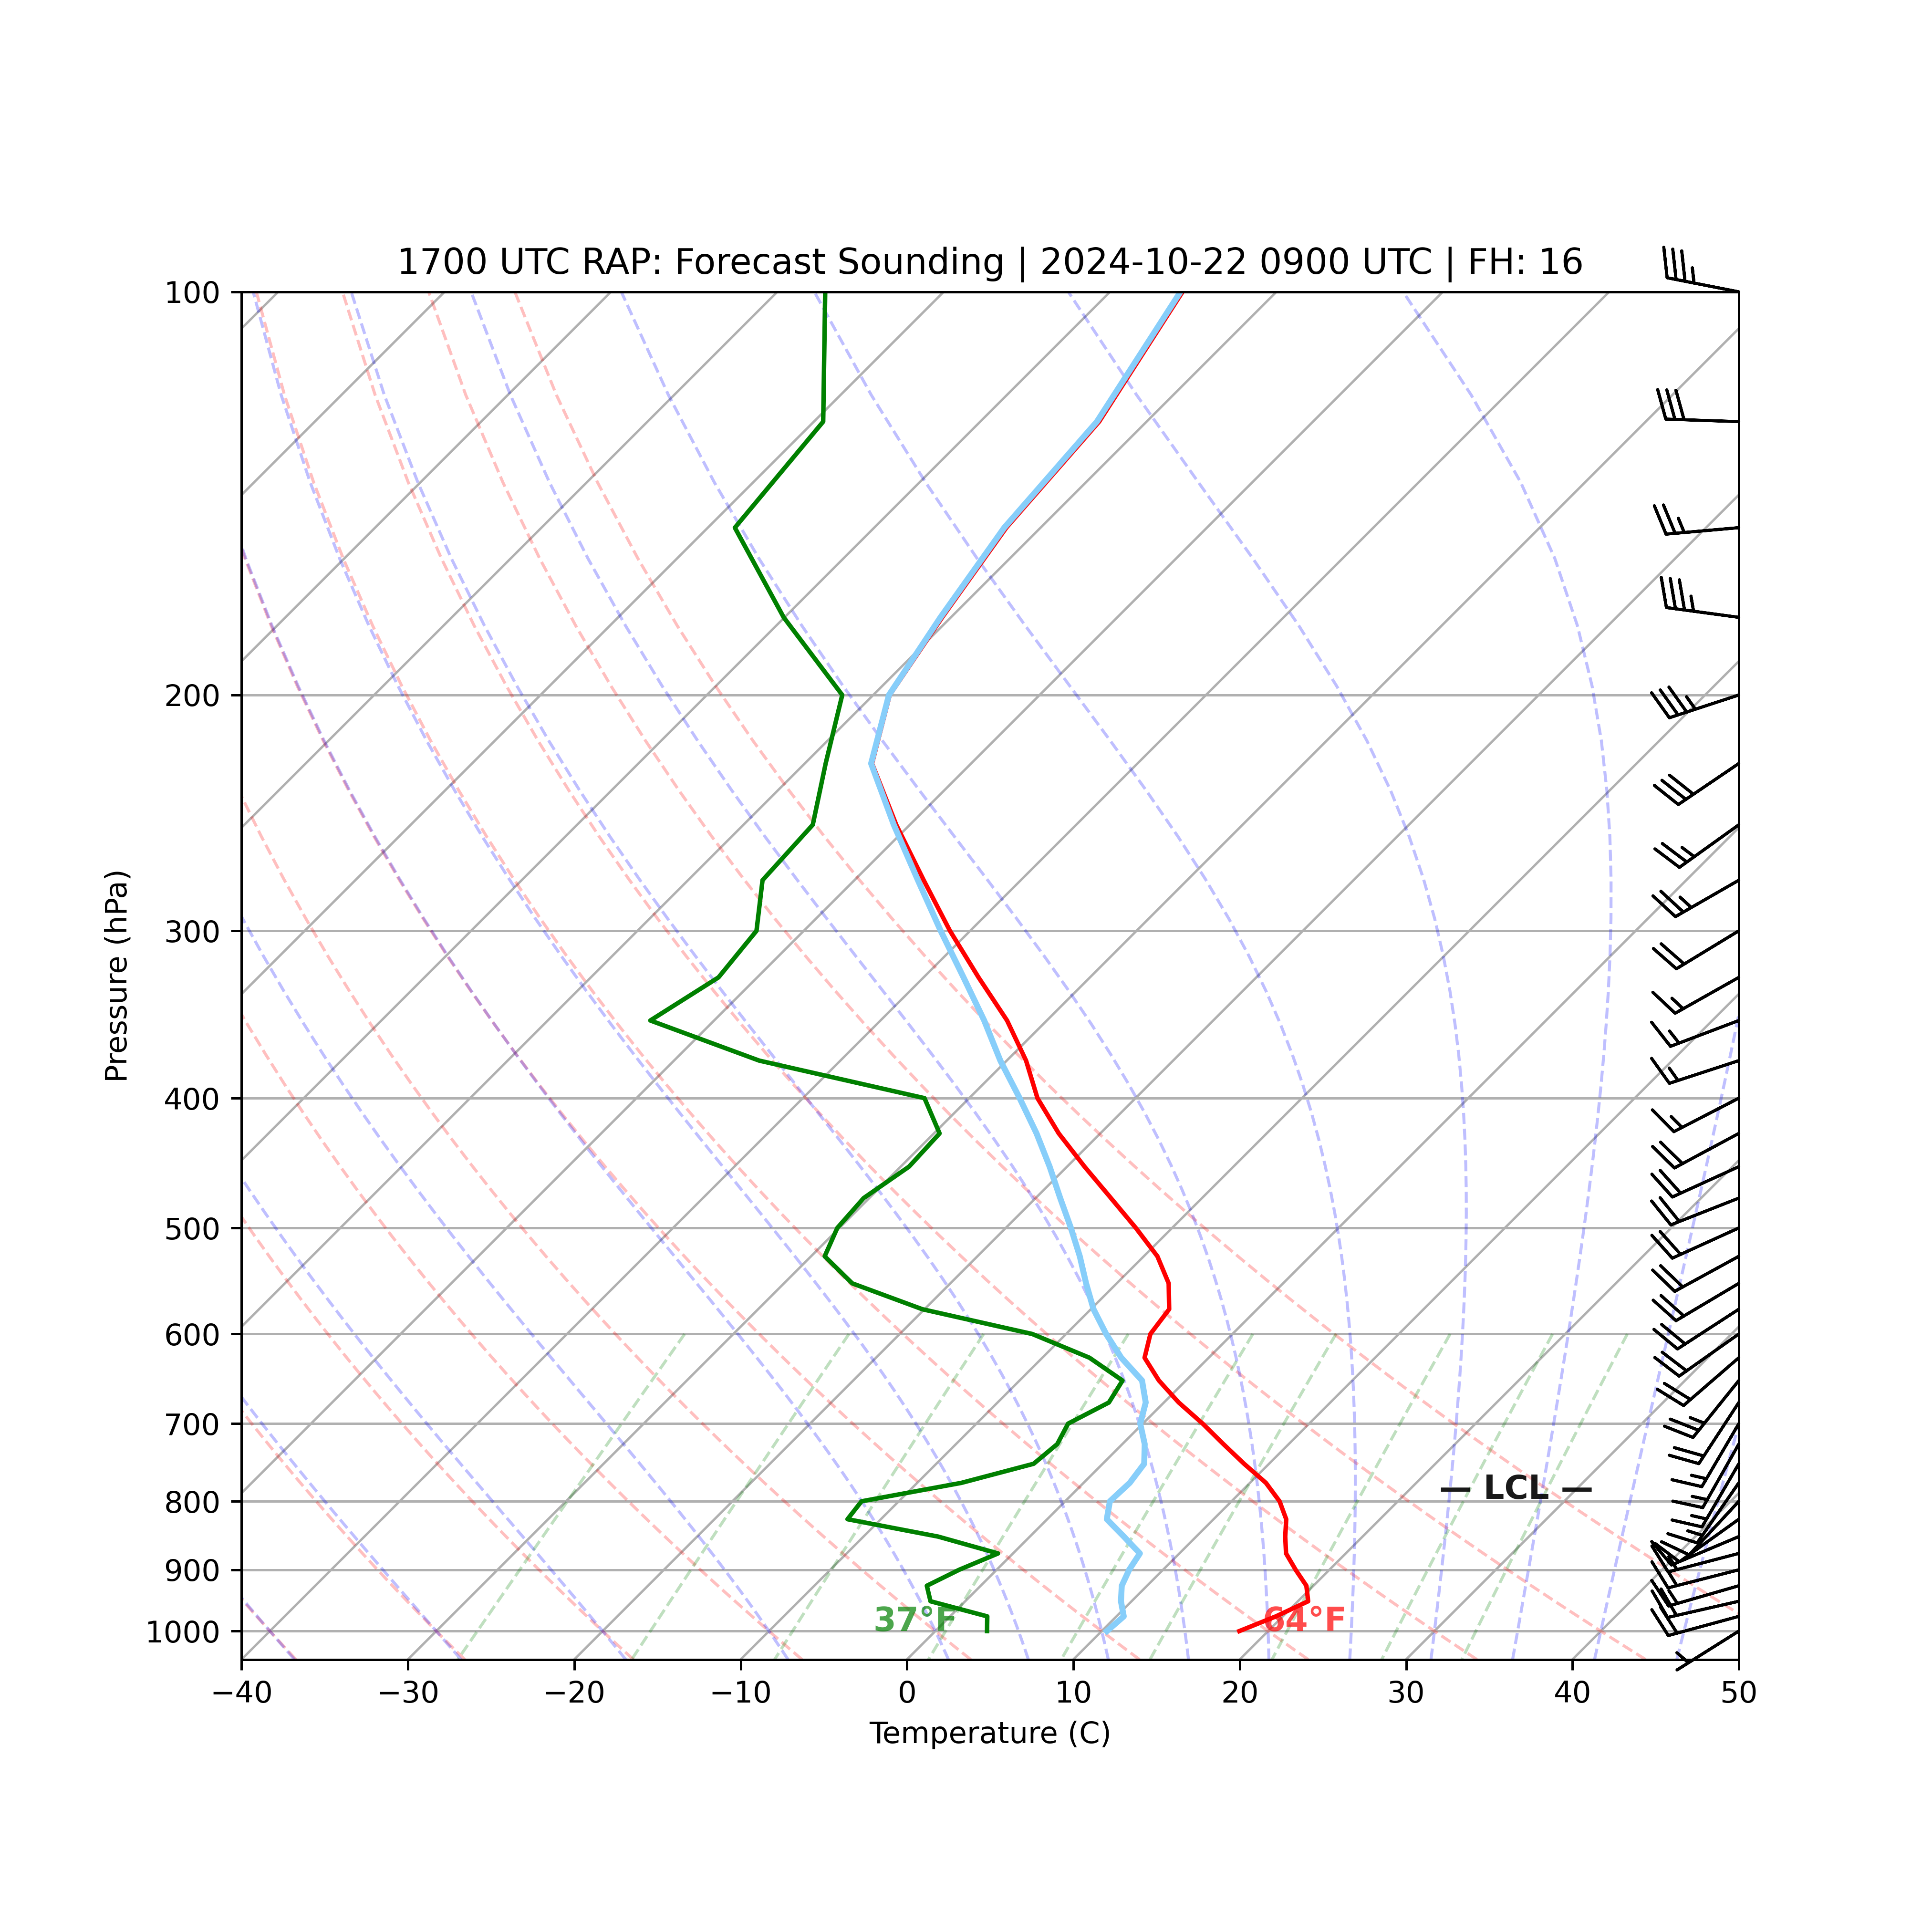 1700 UTC RAP: Forecast Sounding | 2024-10-22 0900 UTC | FH: 16
100
200
300
400
500
600
700
800
900
1000
Pressure (hPa)
— LCL —
37°F
64°F
−40 −30 −20 −10 0 10 20 30 40 50
Temperature (C)